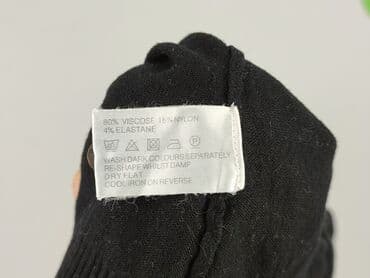 80% VISCOSE 16% NYLON
4% ELASTANE
P
WASH DARK COLOURS SEPARATELY
RE-SHAPE WHILST DAMP
DRY FLAT
COOL IRON ON REVERSE